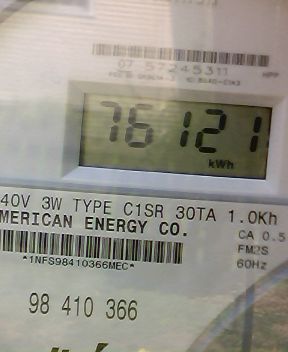 07 57245311
76121
kWh
40V 3W TYPE C1SR 30TA 1.0Kh
MERICAN ENERGY CO.
CA 0.5
FM2S
*1NFS98410366MEC*
60Hz
98 410 366